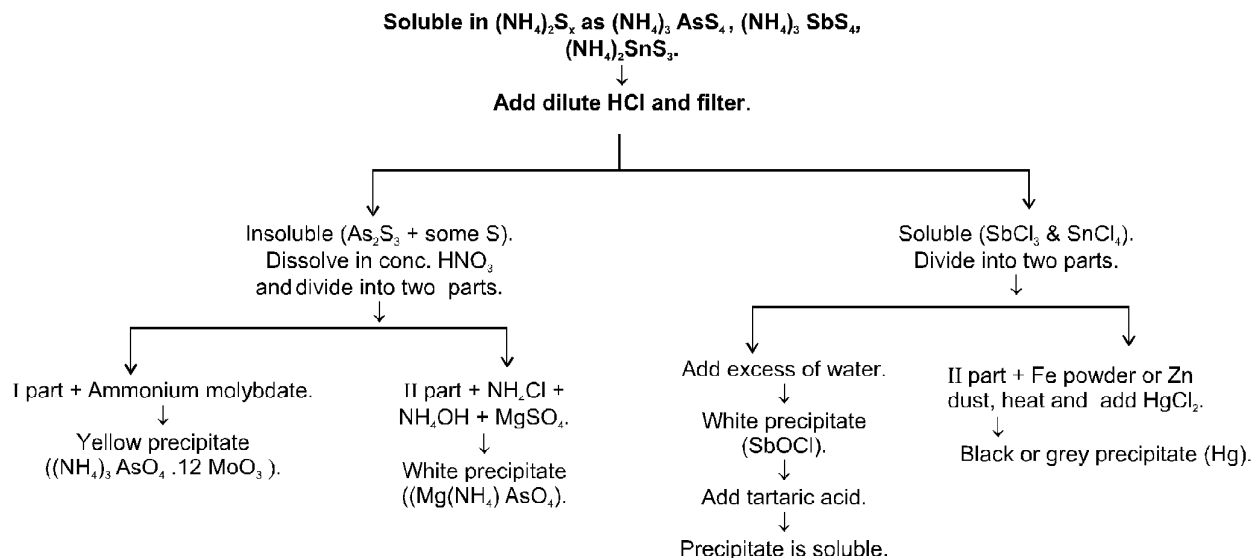 Soluble in (NH₄)₂Sₓ as (NH₄)₃ AsS₄ , (NH₄)₃ SbS₄,
(NH₄)₂SnS₃.
↓
Add dilute HCl and filter.
Insoluble (As₂S₃ + some S).
Dissolve in conc. HNO₃
and divide into two parts.
↓
I part + Ammonium molybdate.
↓
Yellow precipitate
((NH₄)₃ AsO₄ .12 MoO₃ ).
II part + NH₄Cl +
NH₄OH + MgSO₄.
↓
White precipitate
((Mg(NH₄) AsO₄).
Soluble (SbCl₃ & SnCl₄).
Divide into two parts.
↓
Add excess of water.
↓
White precipitate
(SbOCl).
↓
Add tartaric acid.
↓
Precipitate is soluble.
II part + Fe powder or Zn
dust, heat and add HgCl₂.
↓
Black or grey precipitate (Hg).